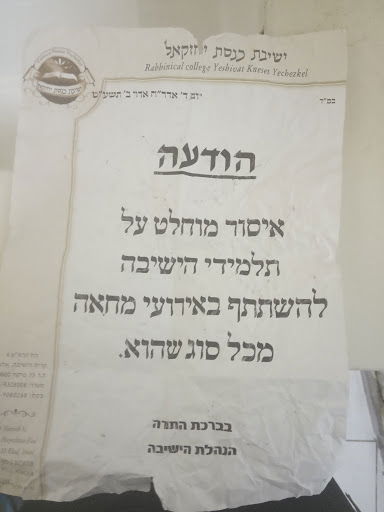 ישיבת כנסת יחזקאל
Rabbinical college Yeshivat Kneses Yechezkel
בס"ד
יום ד' אדר"ח אדר ב' תשע"ט
הודעה
איסור מוחלט על
תלמידי הישיבה
להשתתף באירועי מחאה
מכל סוג שהוא.
בברכת התורה
הנהלת הישיבה